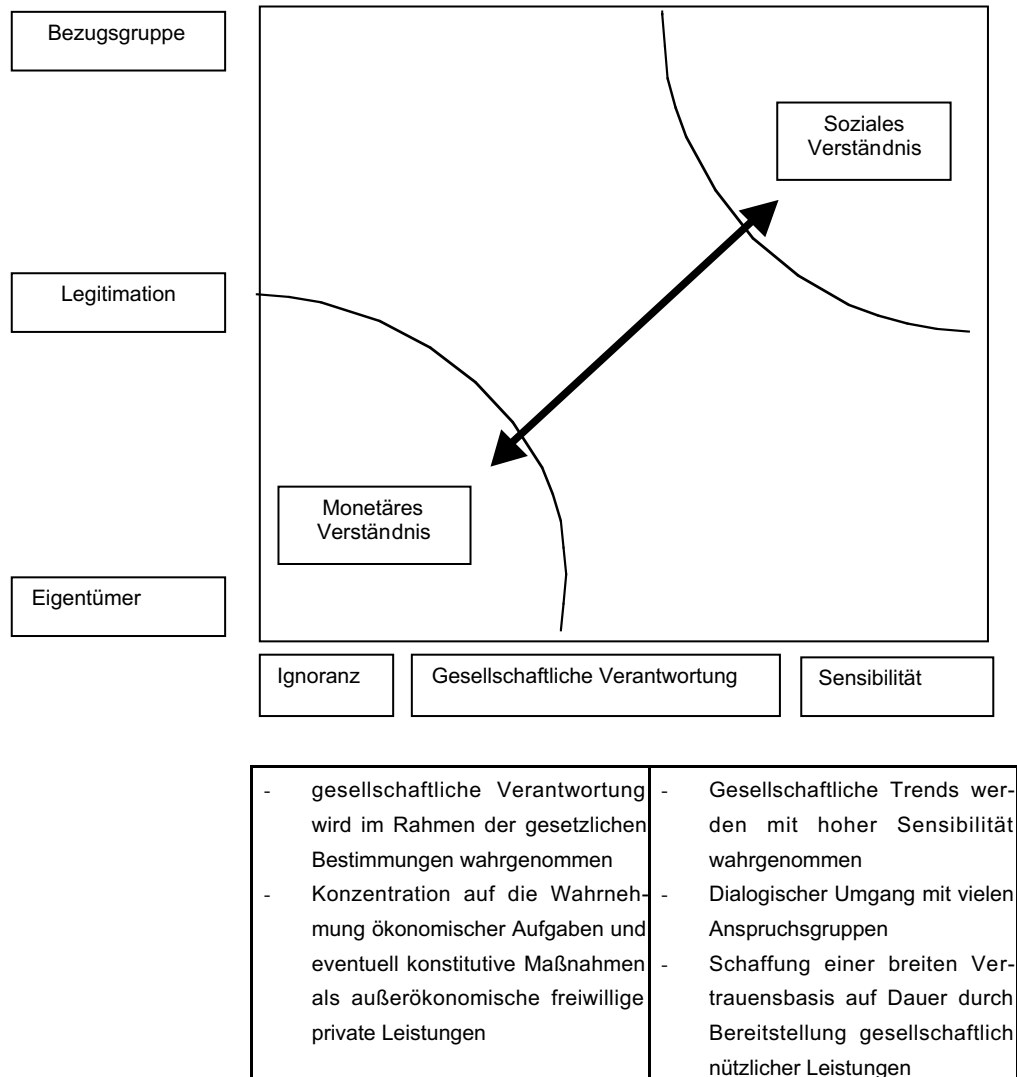 Bezugsgruppe
Soziales
Verständnis
Legitimation
Monetäres
Verständnis
Eigentümer
Ignoranz
Gesellschaftliche Verantwortung
Sensibilität
- gesellschaftliche Verantwortung
wird im Rahmen der gesetzlichen
Bestimmungen wahrgenommen
- Konzentration auf die Wahrneh-
mung ökonomischer Aufgaben und
eventuell konstitutive Maßnahmen
als außerökonomische freiwillige
private Leistungen
- Gesellschaftliche Trends wer-
den mit hoher Sensibilität
wahrgenommen
- Dialogischer Umgang mit vielen
Anspruchsgruppen
- Schaffung einer breiten Ver-
trauensbasis auf Dauer durch
Bereitstellung gesellschaftlich
nützlicher Leistungen